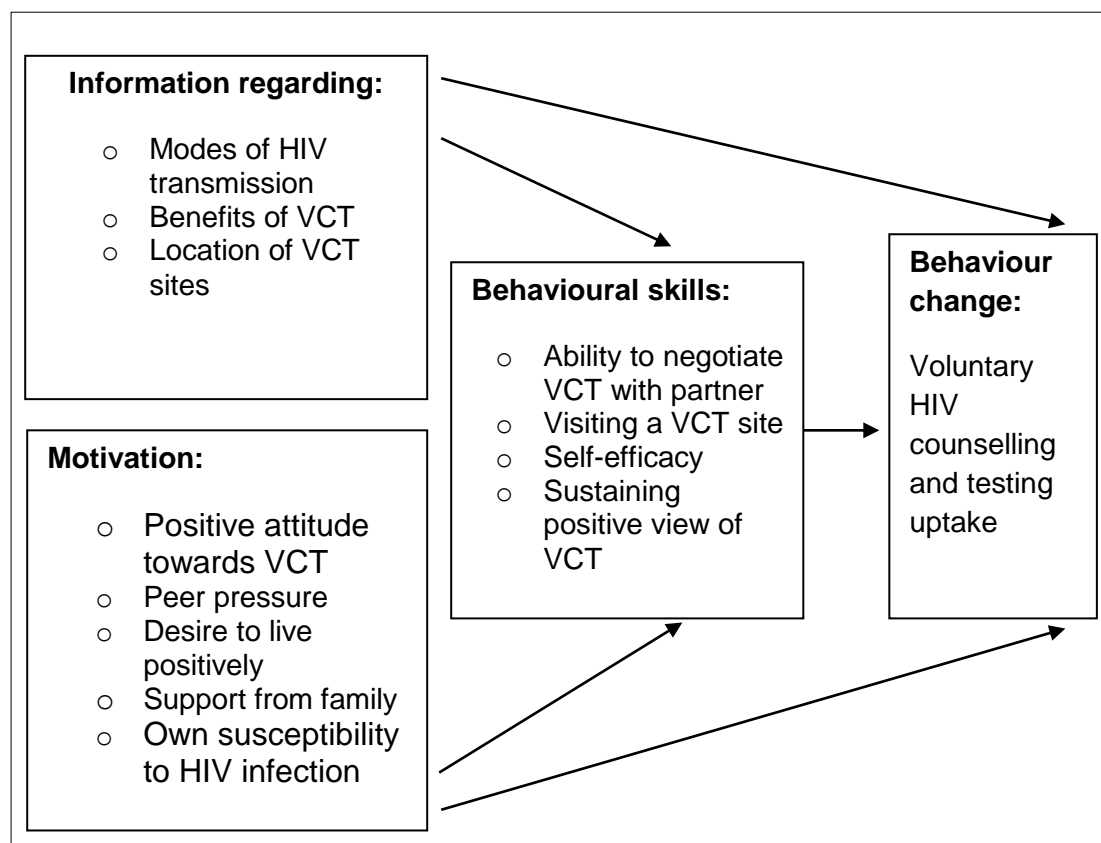 Information regarding:
o Modes of HIV
transmission
o Benefits of VCT
o Location of VCT
sites
Motivation:
o Positive attitude
towards VCT
o Peer pressure
o Desire to live
positively
o Support from family
o Own susceptibility
to HIV infection
Behavioural skills:
o Ability to negotiate
VCT with partner
o Visiting a VCT site
o Self-efficacy
o Sustaining
positive view of
VCT
Behaviour
change:
Voluntary
HIV
counselling
and testing
uptake